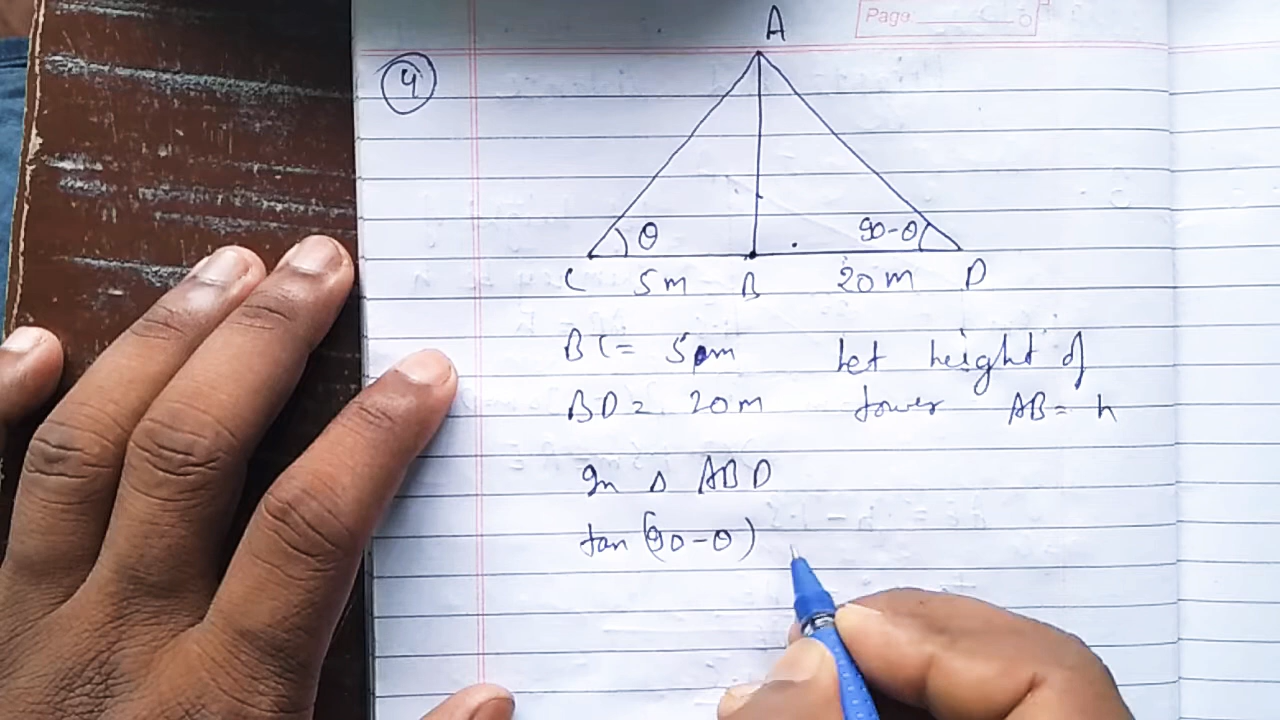 Page
A
4
θ
90-θ
C 5m B 20m D
BC= 5m Let height of
BD= 20m tower AB= h
In Δ ABD
tan (90-θ)